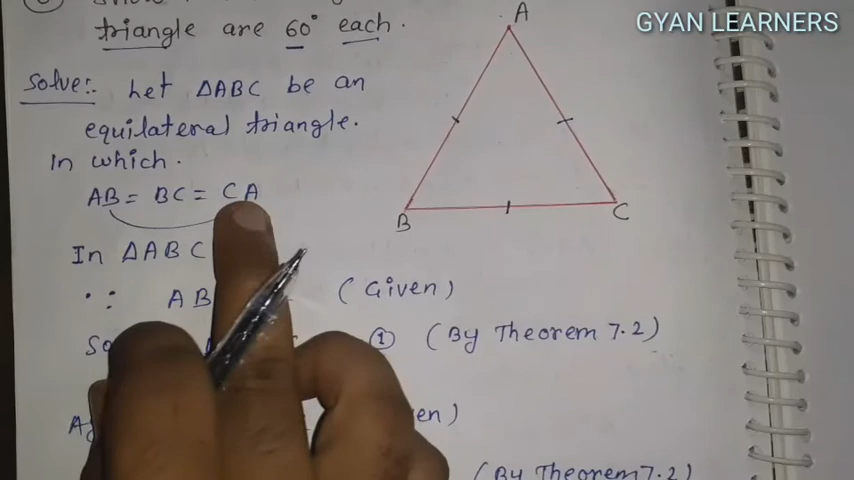 GYAN LEARNERS
triangle are 60° each.
Solve:. Let ΔABC be an
equilateral triangle.
In which.
AB = BC = CA
In ΔABC
∵ AB (Given)
So ① (By Theorem 7.2)
(By Theorem 7.2)
A
B
C